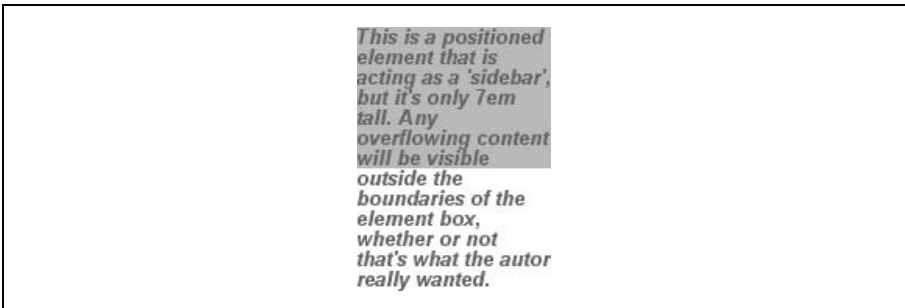 This is a positioned
element that is
acting as a 'sidebar',
but it's only 7em
tall. Any
overflowing content
will be visible
outside the
boundaries of the
element box,
whether or not
that's what the autor
really wanted.